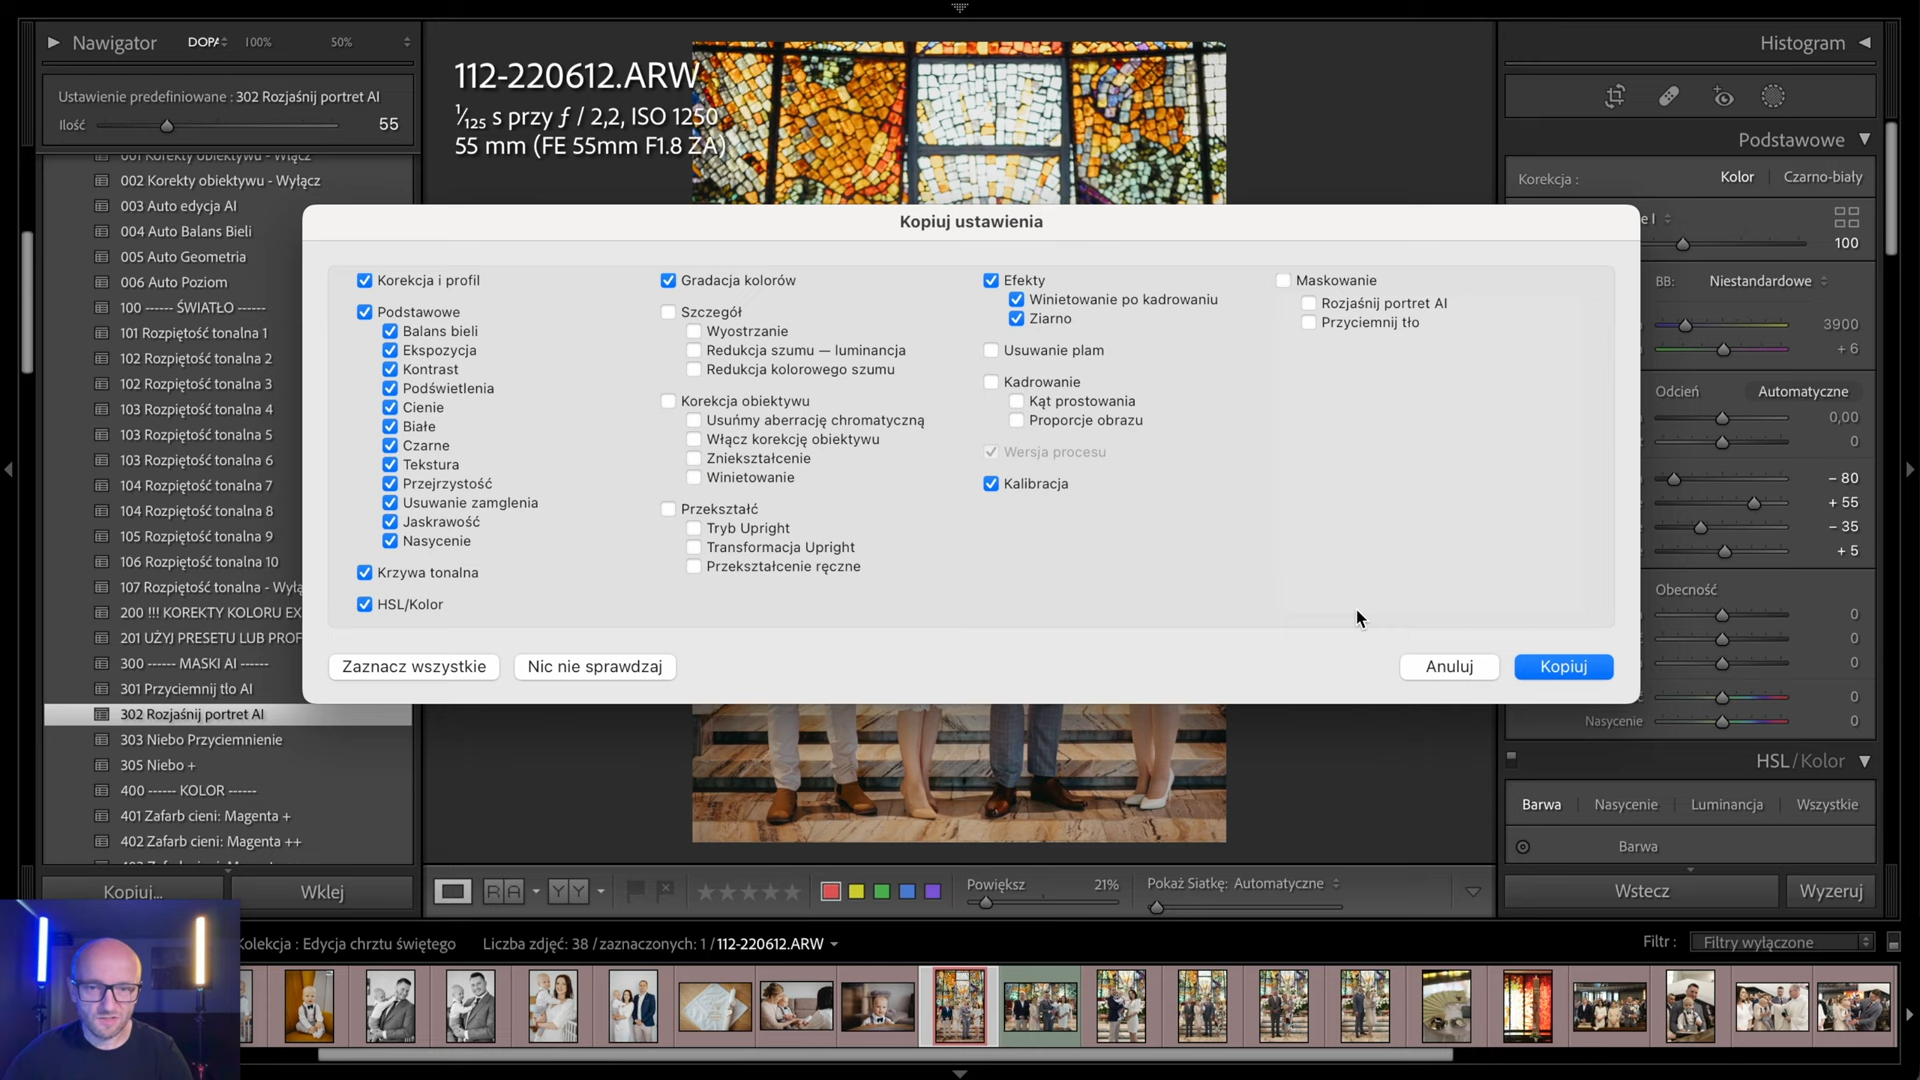 Nawigator
DOPA
100%
50%
Ustawienie predefiniowane : 302 Rozjaśnij portret AI
Ilość
55
001 Korekty obiektywu - Włącz
002 Korekty obiektywu - Wyłącz
003 Auto edycja AI
004 Auto Balans Bieli
005 Auto Geometria
006 Auto Poziom
100 ------ ŚWIATŁO ------
101 Rozpiętość tonalna 1
102 Rozpiętość tonalna 2
102 Rozpiętość tonalna 3
103 Rozpiętość tonalna 4
103 Rozpiętość tonalna 5
103 Rozpiętość tonalna 6
104 Rozpiętość tonalna 7
104 Rozpiętość tonalna 8
105 Rozpiętość tonalna 9
106 Rozpiętość tonalna 10
107 Rozpiętość tonalna - Wyłą
200 !!! KOREKTY KOLORU EX
201 UŻYJ PRESETU LUB PROF
300 ------ MASKI AI ------
301 Przyciemnij tło AI
302 Rozjaśnij portret AI
303 Niebo Przyciemnienie
305 Niebo +
400 ------ KOLOR ------
401 Zafarb cieni: Magenta +
402 Zafarb cieni: Magenta ++
Kopiuj...
Wklej
112-220612.ARW
1/125 s przy ƒ / 2,2, ISO 1250
55 mm (FE 55mm F1.8 ZA)
Kopiuj ustawienia
Korekcja i profil
Podstawowe
Balans bieli
Ekspozycja
Kontrast
Podświetlenia
Cienie
Białe
Czarne
Tekstura
Przejrzystość
Usuwanie zamglenia
Jaskrawość
Nasycenie
Krzywa tonalna
HSL/Kolor
Gradacja kolorów
Szczegół
Wyostrzanie
Redukcja szumu — luminancja
Redukcja kolorowego szumu
Korekcja obiektywu
Usuńmy aberrację chromatyczną
Włącz korekcję obiektywu
Zniekształcenie
Winietowanie
Przekształć
Tryb Upright
Transformacja Upright
Przekształcenie ręczne
Efekty
Winietowanie po kadrowaniu
Ziarno
Usuwanie plam
Kadrowanie
Kąt prostowania
Proporcje obrazu
Wersja procesu
Kalibracja
Maskowanie
Rozjaśnij portret AI
Przyciemnij tło
Zaznacz wszystkie
Nic nie sprawdzaj
Anuluj
Kopiuj
Histogram
Podstawowe
Korekcja :
Kolor
Czarno-biały
e I
100
BB:
Niestandardowe
3900
+ 6
Odcień
Automatyczne
0,00
0
– 80
+ 55
– 35
+ 5
Obecność
0
0
0
0
Nasycenie
0
HSL / Kolor
Barwa
Nasycenie
Luminancja
Wszystkie
Barwa
Wstecz
Wyzeruj
R A
Y Y
Powiększ
21%
Pokaż Siatkę: Automatyczne
Kolekcja : Edycja chrztu świętego
Liczba zdjęć: 38 / zaznaczonych: 1 / 112-220612.ARW
Filtr :
Filtry wyłączone